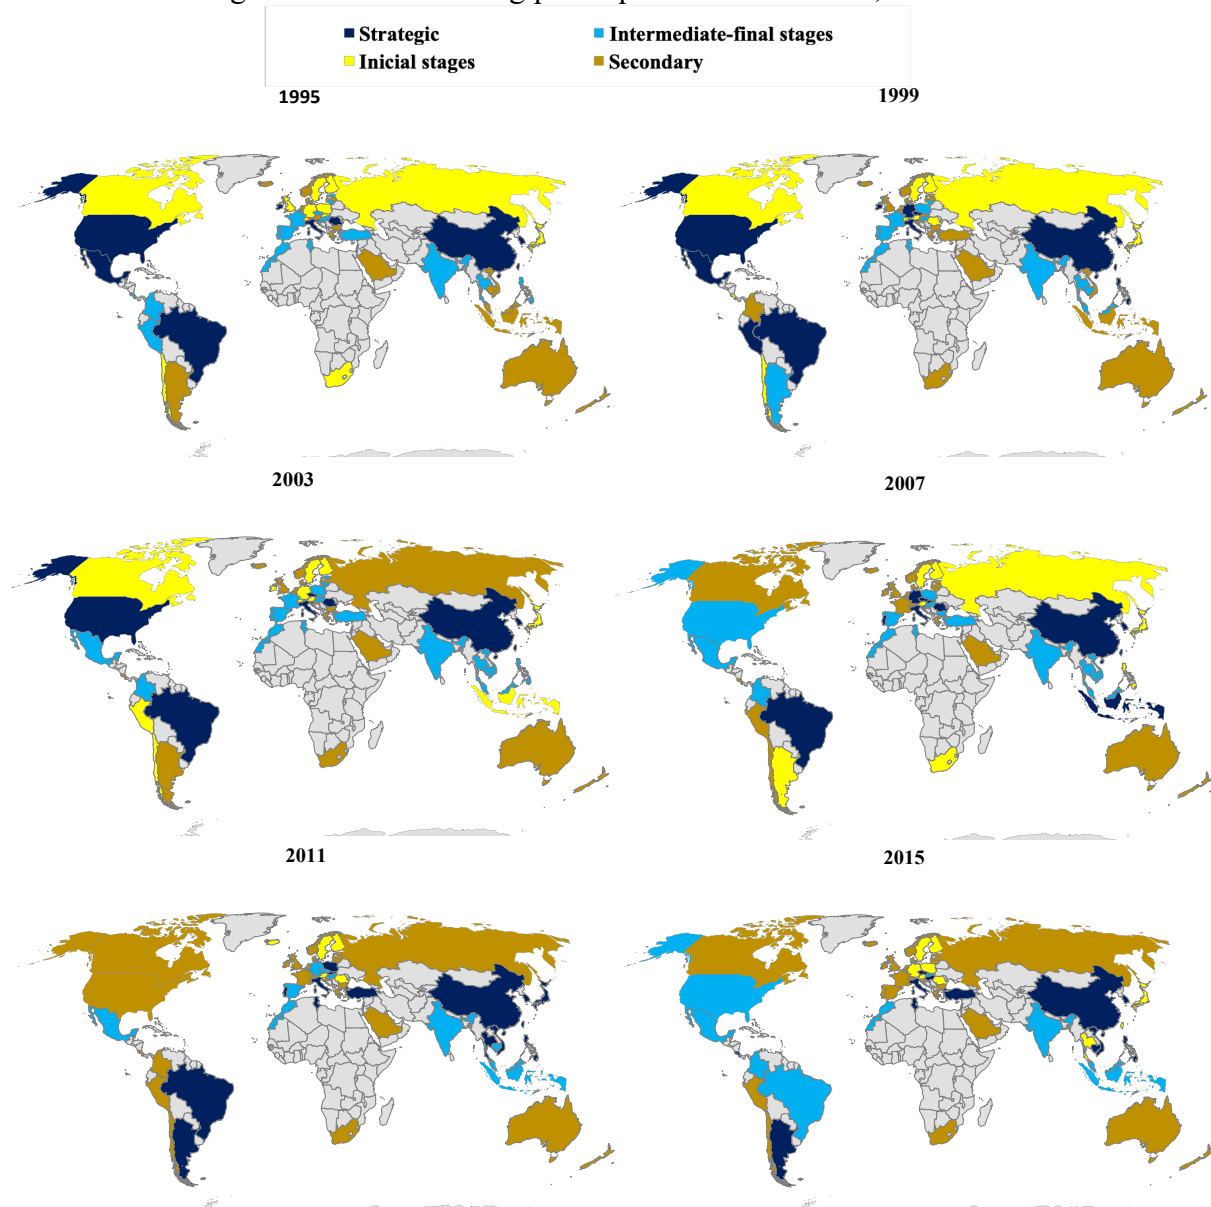 Strategic
Intermediate-final stages
Inicial stages
Secondary
1995
1999
2003
2007
2011
2015